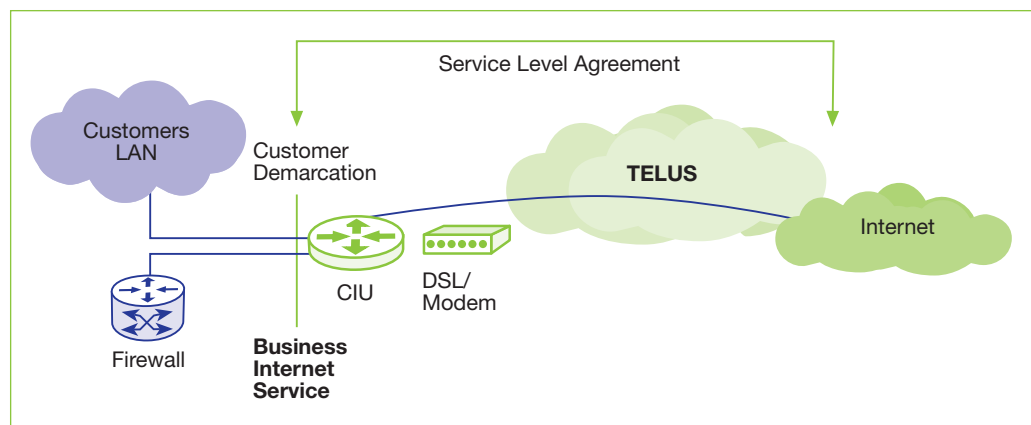 Service Level Agreement
Customers
LAN
Customer
Demarcation
TELUS
Internet
CIU
DSL/
Modem
Firewall
Business
Internet
Service